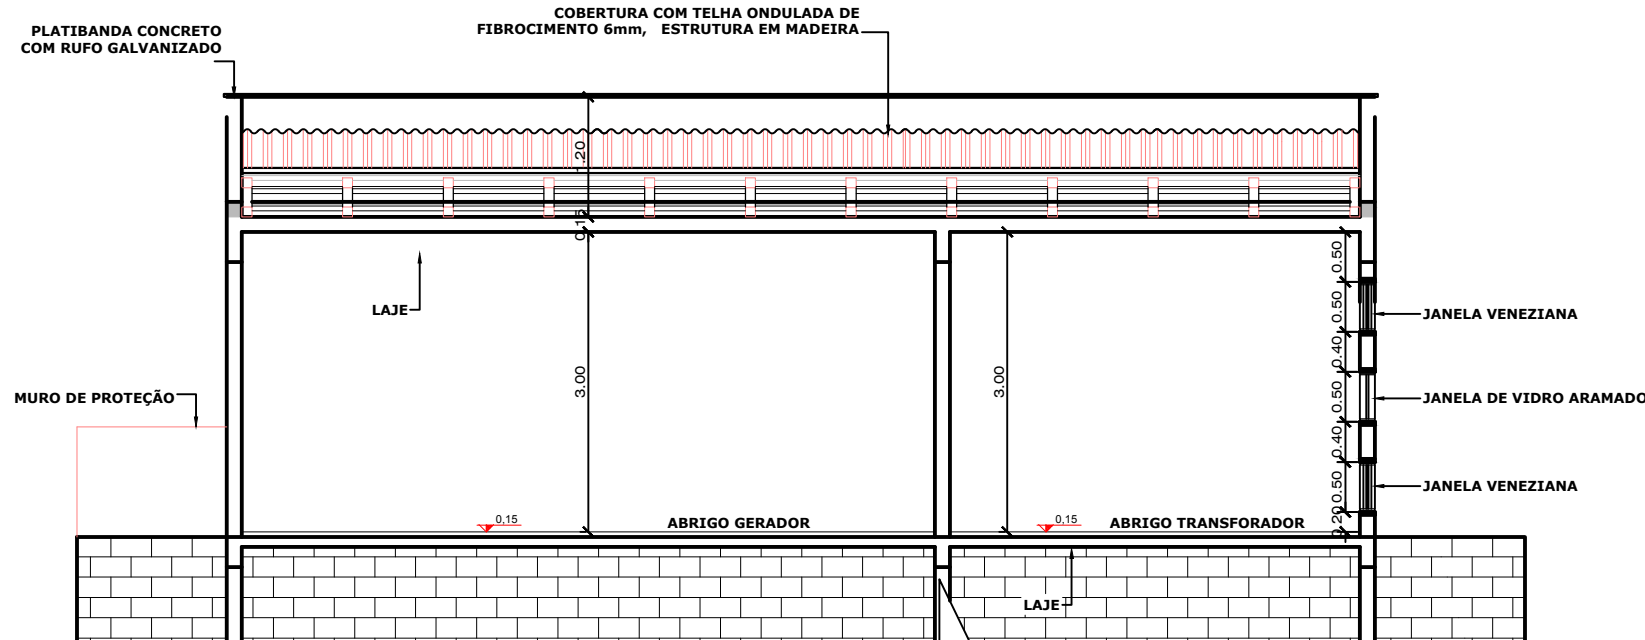 COBERTURA COM TELHA ONDULADA DE
FIBROCIMENTO 6mm, ESTRUTURA EM MADEIRA
PLATIBANDA CONCRETO
COM RUFO GALVANIZADO
1.20
0.15
LAJE
3.00
3.00
0.50
0.50
0.40
0.50
0.40
0.50
0.20
JANELA VENEZIANA
MURO DE PROTEÇÃO
JANELA DE VIDRO ARAMADO
JANELA VENEZIANA
0,15
ABRIGO GERADOR
0,15
ABRIGO TRANSFORADOR
LAJE